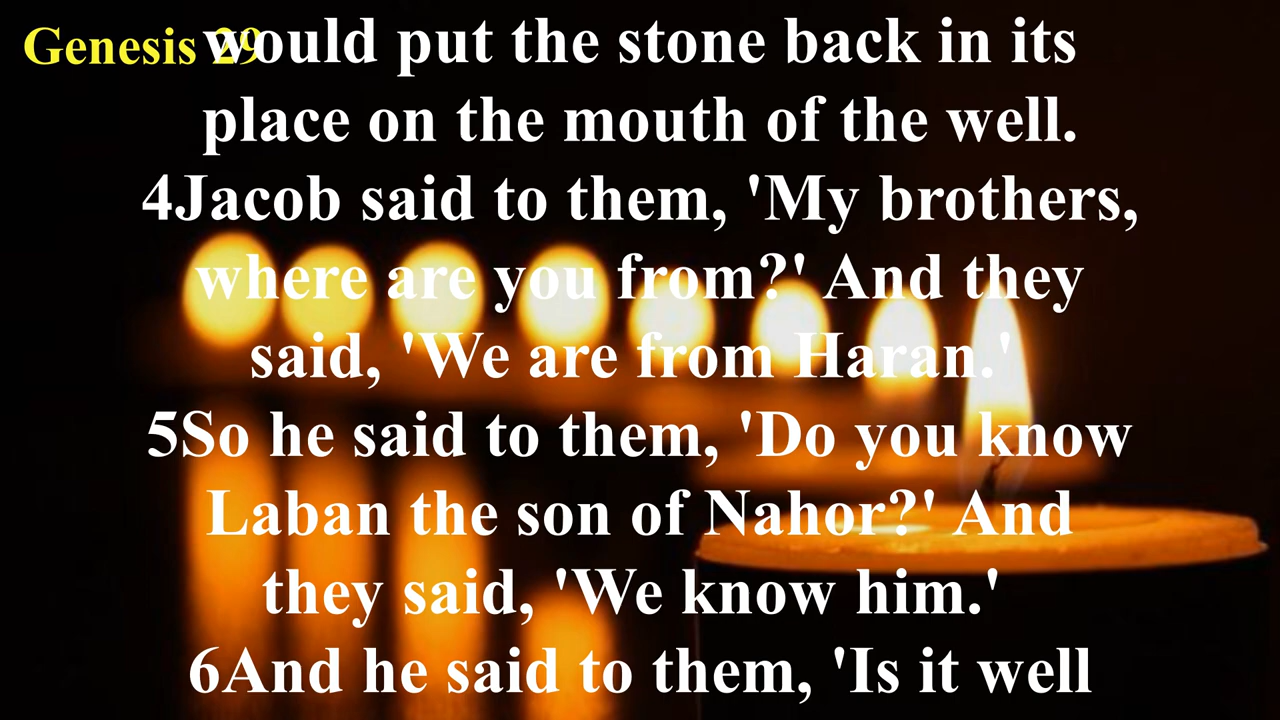 Genesis 29
would put the stone back in its
place on the mouth of the well.
4Jacob said to them, 'My brothers,
where are you from?' And they
said, 'We are from Haran.'
5So he said to them, 'Do you know
Laban the son of Nahor?' And
they said, 'We know him.'
6And he said to them, 'Is it well